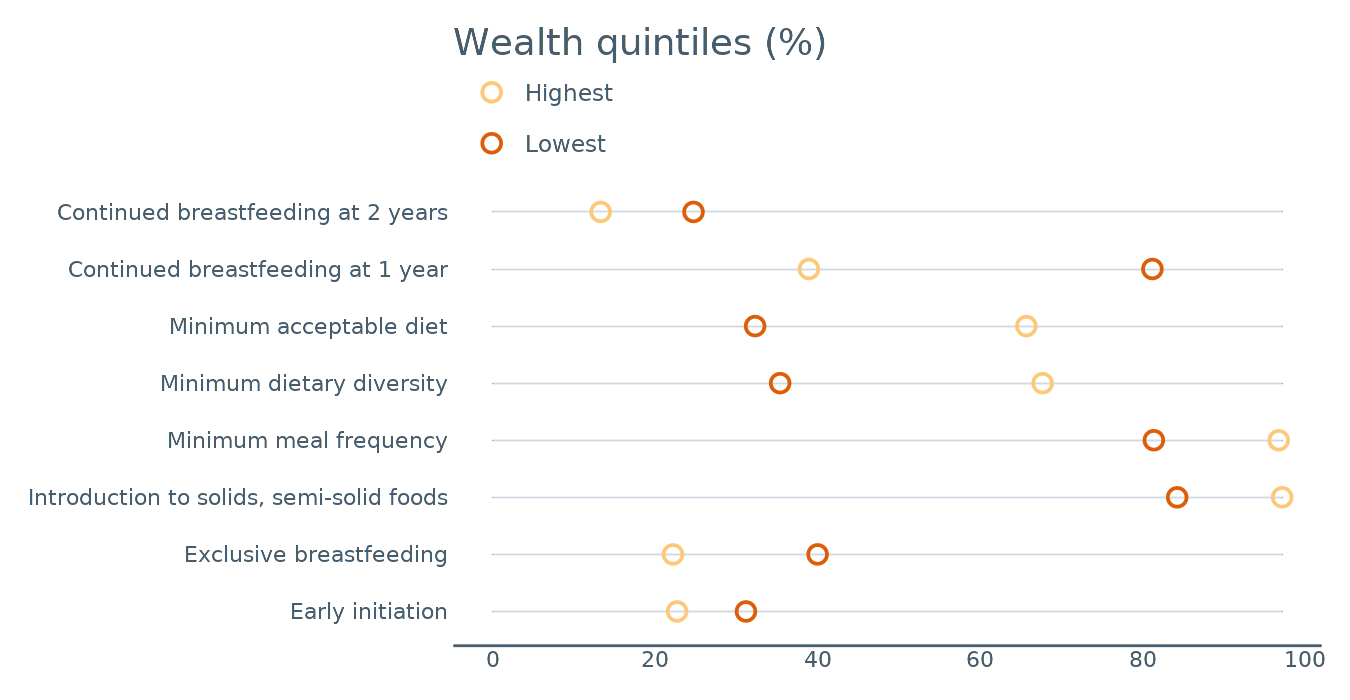 Wealth quintiles (%)
Highest
Lowest
Continued breastfeeding at 2 years
Continued breastfeeding at 1 year
Minimum acceptable diet
Minimum dietary diversity
Minimum meal frequency
Introduction to solids, semi-solid foods
Exclusive breastfeeding
Early initiation
0 20 40 60 80 100